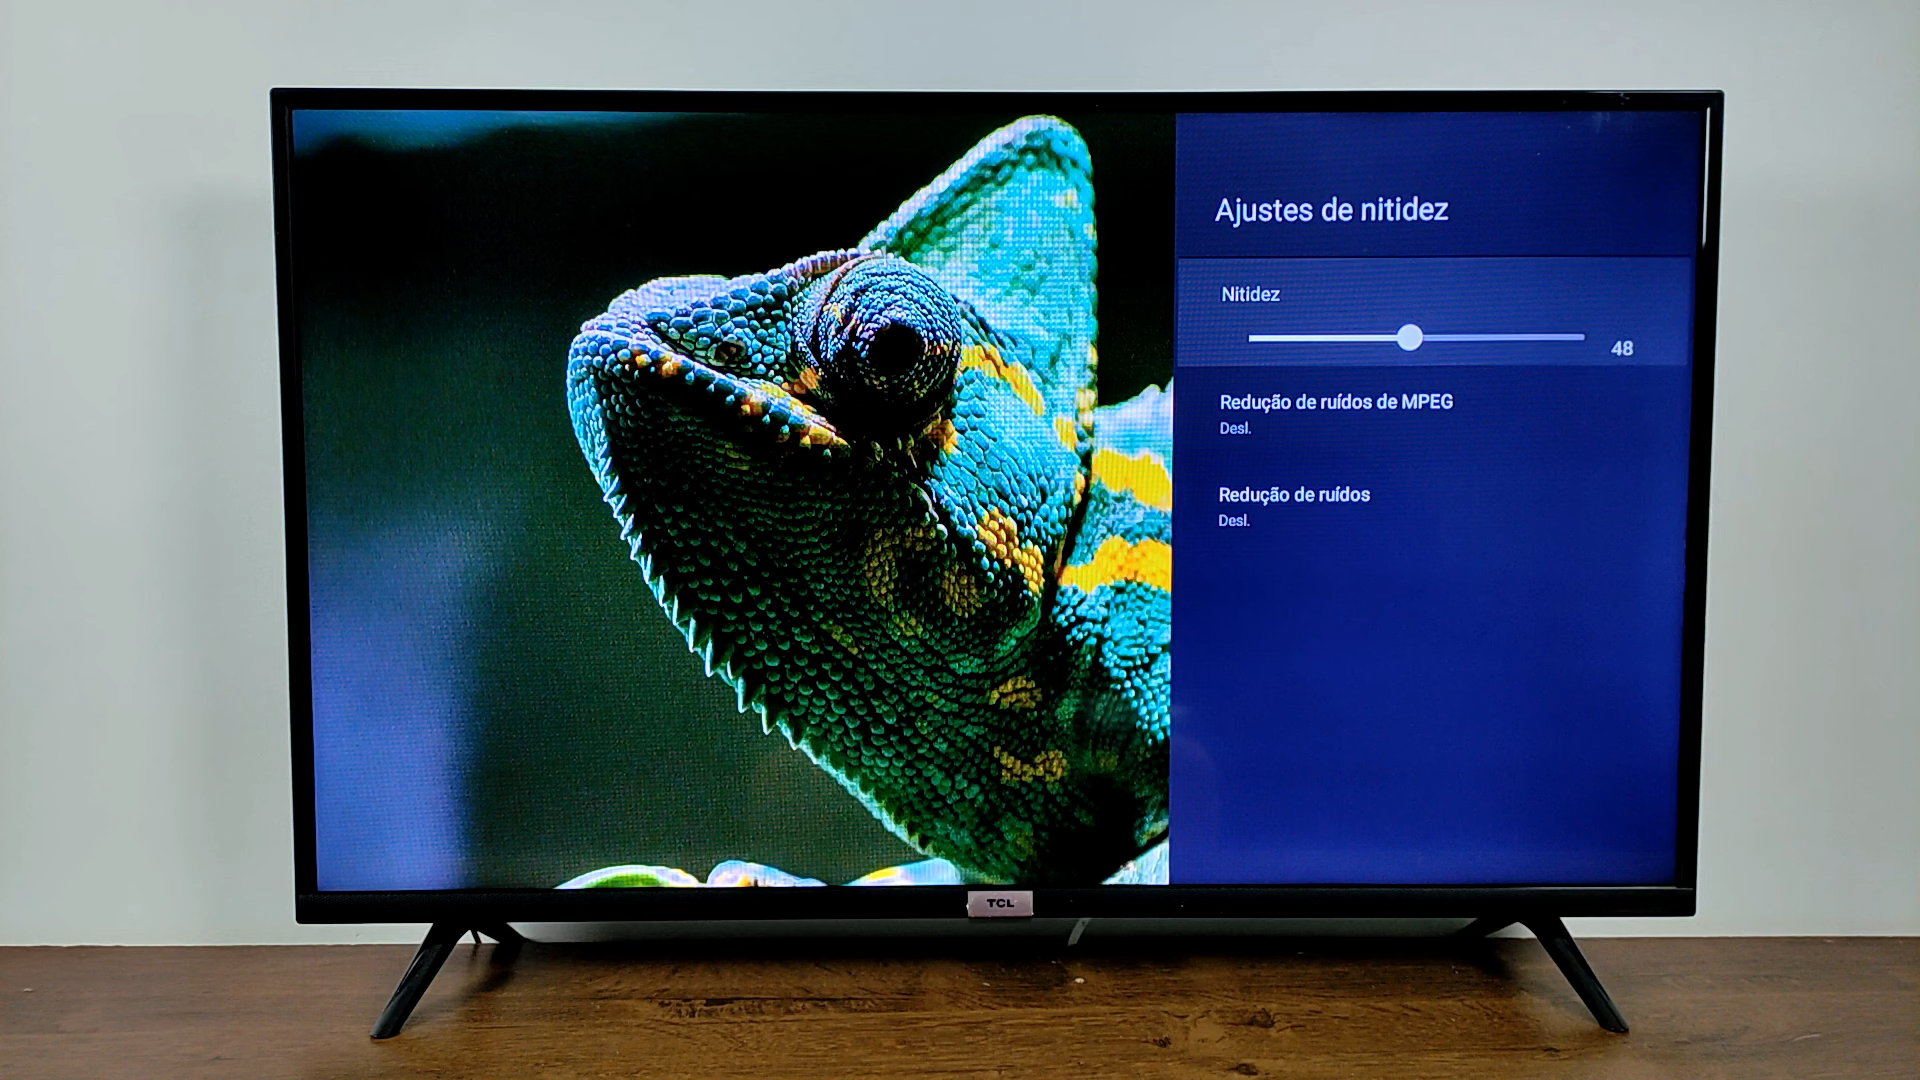 Ajustes de nitidez
Nitidez
48
Redução de ruídos de MPEG
Desl.
Redução de ruídos
Desl.
TCL